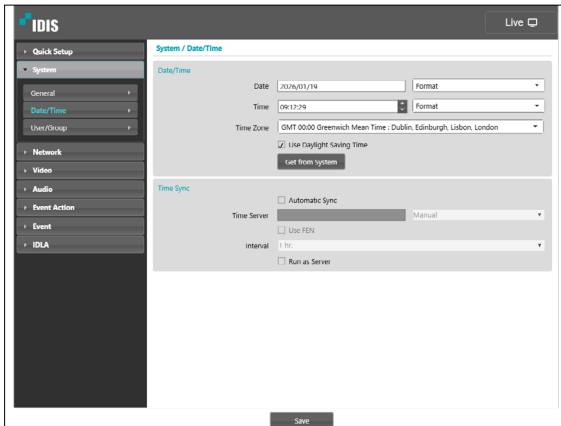 IDIS
Live
Quick Setup
System
General
Date/Time
User/Group
Network
Video
Audio
Event Action
Event
IDLA
System / Date/Time
Date/Time
Date 2026/01/19 Format
Time 09:12:29 Format
Time Zone GMT 00:00 Greenwich Mean Time : Dublin, Edinburgh, Lisbon, London
Use Daylight Saving Time
Get from System
Time Sync
Automatic Sync
Time Server Manual
Use FEN
Interval 1 hr.
Run as Server
Save